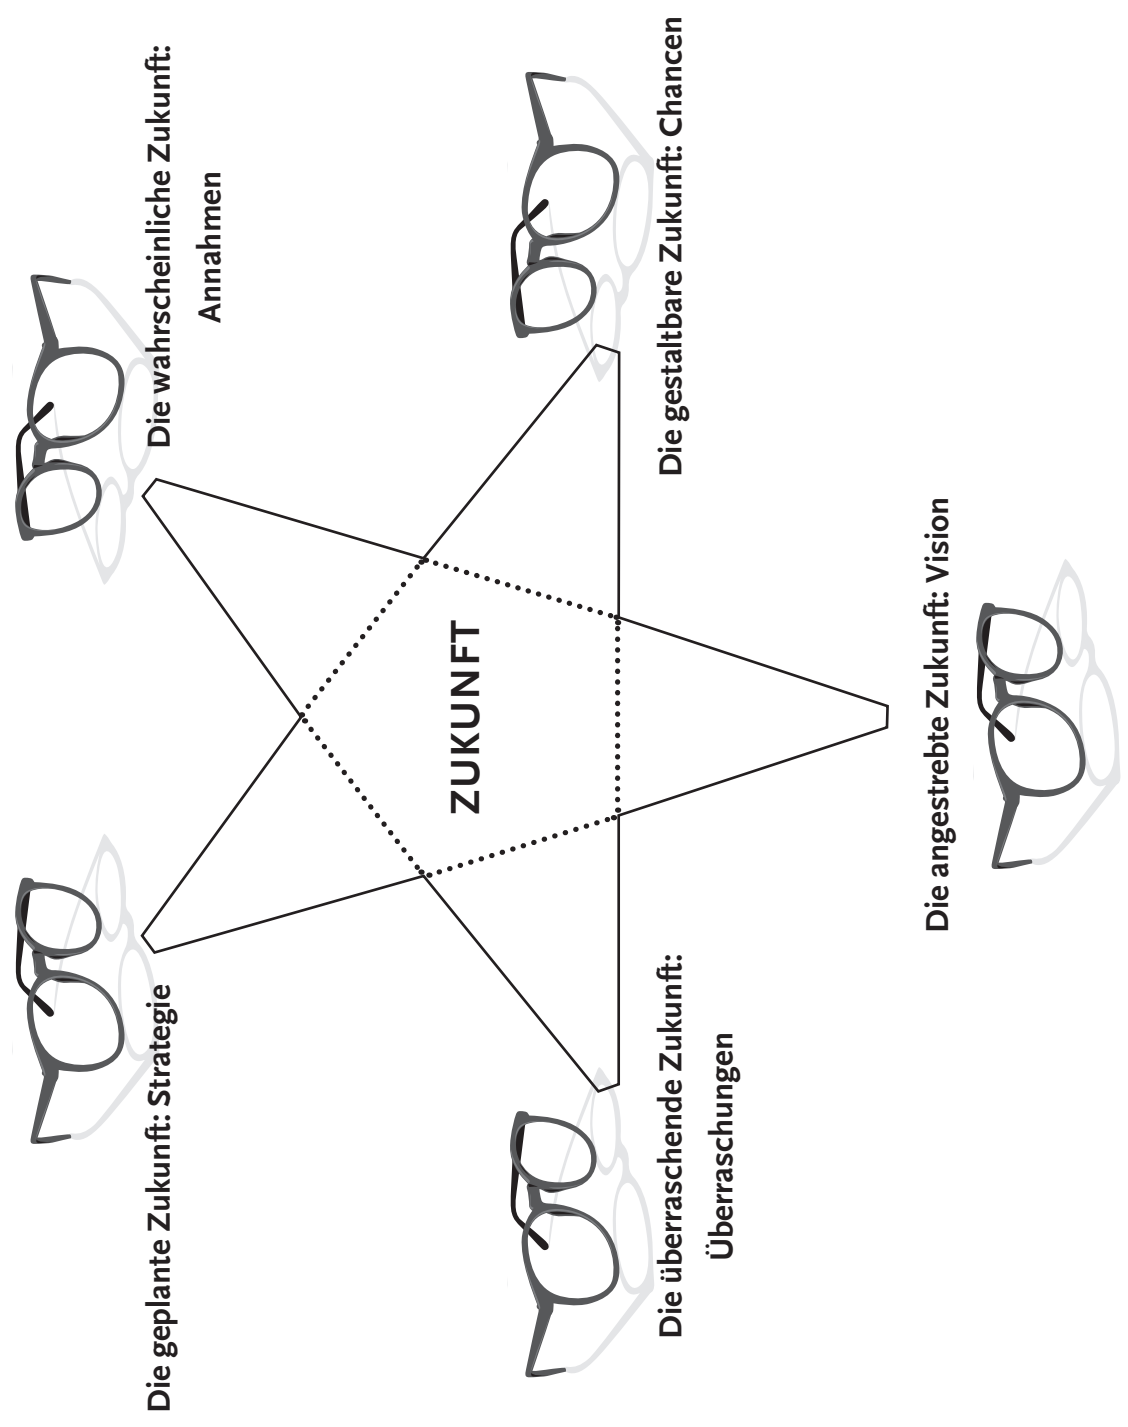 Die geplante Zukunft: Strategie
Die wahrscheinliche Zukunft:
Annahmen
ZUKUNFT
Die überraschende Zukunft:
Überraschungen
Die gestaltbare Zukunft: Chancen
Die angestrebte Zukunft: Vision